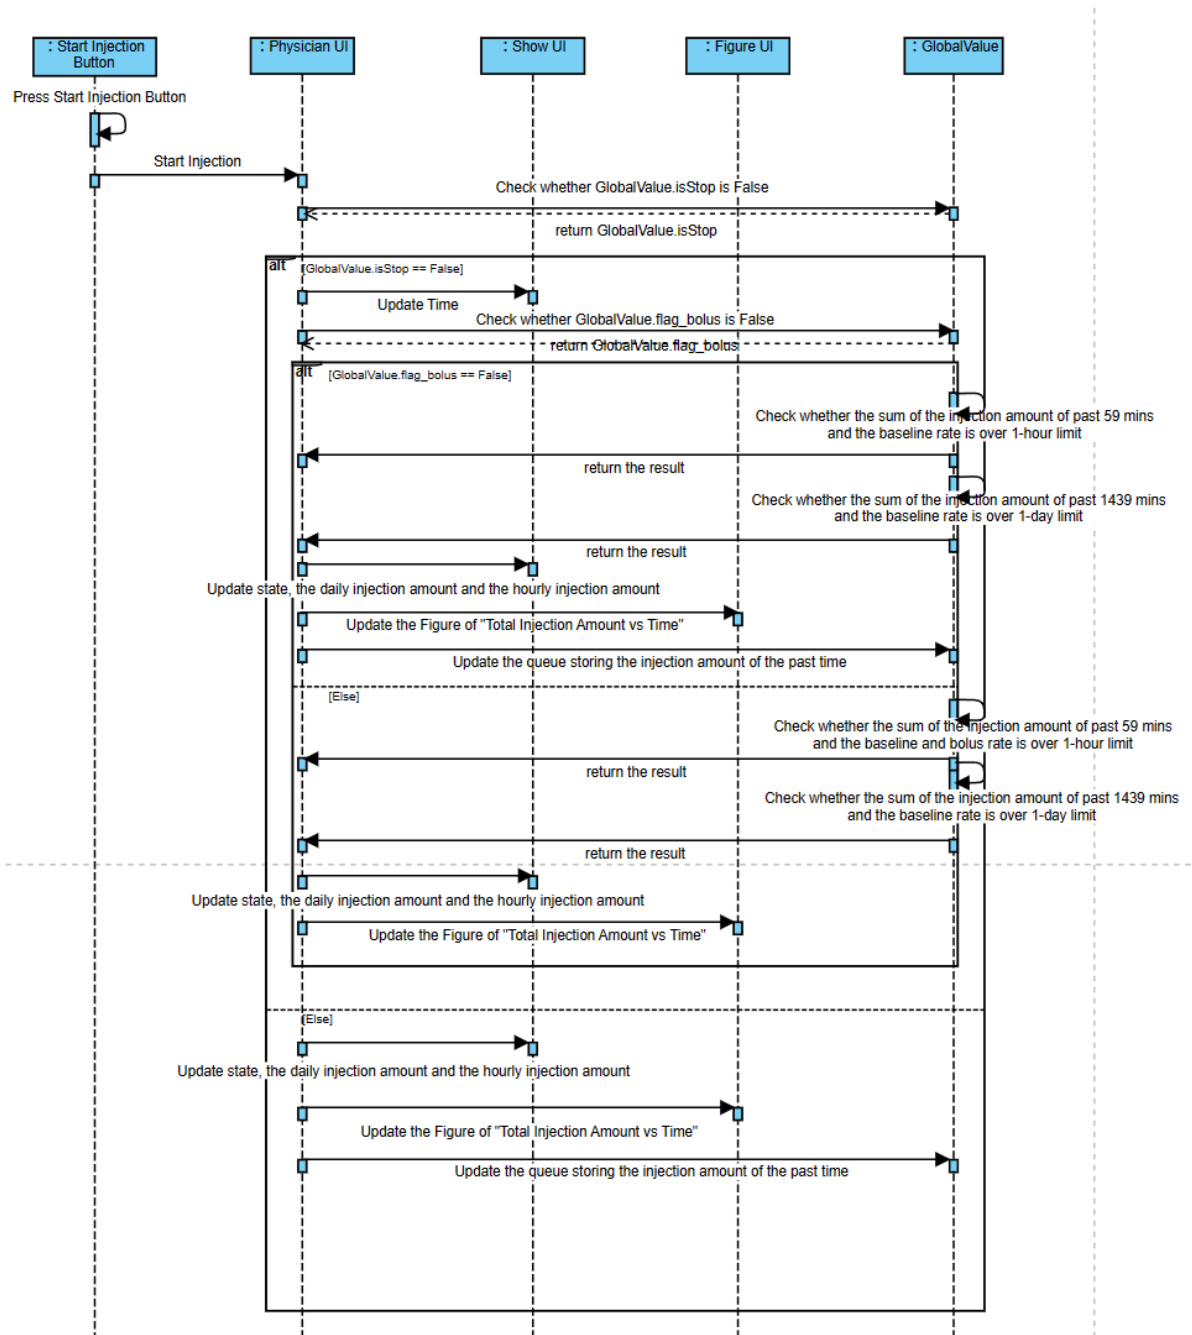 : Start Injection
Button
: Physician UI
: Show UI
: Figure UI
: GlobalValue
Press Start Injection Button
Start Injection
Check whether GlobalValue.isStop is False
return GlobalValue.isStop
alt
[GlobalValue.isStop == False]
Update Time
Check whether GlobalValue.flag_bolus is False
return GlobalValue.flag_bolus
alt
[GlobalValue.flag_bolus == False]
Check whether the sum of the injection amount of past 59 mins
and the baseline rate is over 1-hour limit
return the result
Check whether the sum of the injection amount of past 1439 mins
and the baseline rate is over 1-day limit
return the result
Update state, the daily injection amount and the hourly injection amount
Update the Figure of "Total Injection Amount vs Time"
Update the queue storing the injection amount of the past time
[Else]
Check whether the sum of the injection amount of past 59 mins
and the baseline and bolus rate is over 1-hour limit
return the result
Check whether the sum of the injection amount of past 1439 mins
and the baseline rate is over 1-day limit
return the result
Update state, the daily injection amount and the hourly injection amount
Update the Figure of "Total Injection Amount vs Time"
[Else]
Update state, the daily injection amount and the hourly injection amount
Update the Figure of "Total Injection Amount vs Time"
Update the queue storing the injection amount of the past time